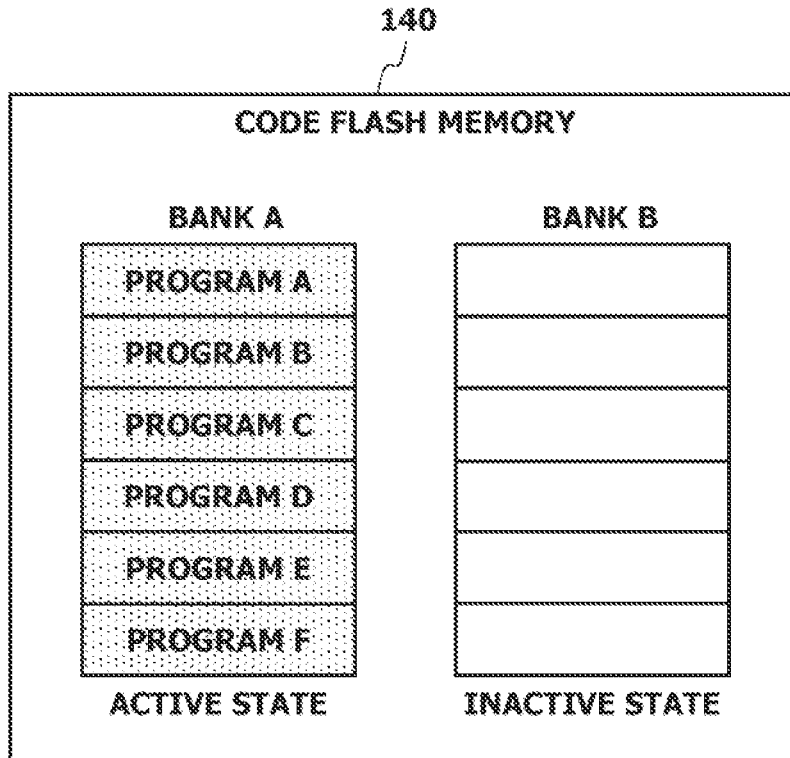 140
CODE FLASH MEMORY
BANK A
PROGRAM A
PROGRAM B
PROGRAM C
PROGRAM D
PROGRAM E
PROGRAM F
ACTIVE STATE
BANK B
INACTIVE STATE